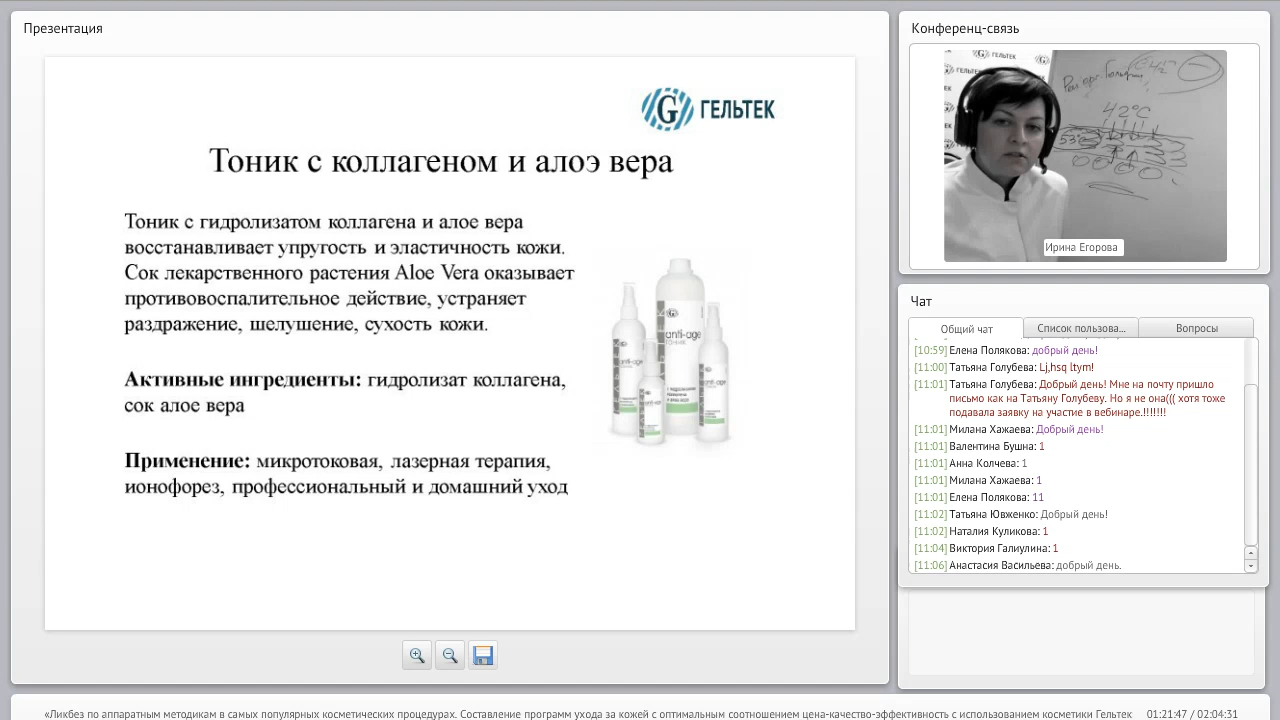 Презентация
ГЕЛЬТЕК
Тоник с коллагеном и алоэ вера
Тоник с гидролизатом коллагена и алое вера
восстанавливает упругость и эластичность кожи.
Сок лекарственного растения Aloe Vera оказывает
противовоспалительное действие, устраняет
раздражение, шелушение, сухость кожи.
Активные ингредиенты: гидролизат коллагена,
сок алое вера
Применение: микротоковая, лазерная терапия,
ионофорез, профессиональный и домашний уход
anti-age
тоник
Конференц-связь
ГЕЛЬТЕК
42°C
Ирина Егорова
Чат
Общий чат
Список пользова...
Вопросы
[10:59] Елена Полякова: добрый день!
[11:00] Татьяна Голубева: Lj,hsq ltym!
[11:01] Татьяна Голубева: Добрый день! Мне на почту пришло
письмо как на Татьяну Голубеву. Но я не она((( хотя тоже
подавала заявку на участие в вебинаре!!!!!!!
[11:01] Милана Хажаева: Добрый день!
[11:01] Валентина Бушна: 1
[11:01] Анна Колчева: 1
[11:01] Милана Хажаева: 1
[11:01] Елена Полякова: 11
[11:02] Татьяна Ювженко: Добрый день!
[11:02] Наталия Куликова: 1
[11:04] Виктория Галиулина: 1
[11:06] Анастасия Васильева: добрый день.
«Ликбез по аппаратным методикам в самых популярных косметических процедурах. Составление программ ухода за кожей с оптимальным соотношением цена-качество-эффективность с использованием косметики Гельтек 01:21:47 / 02:04:31